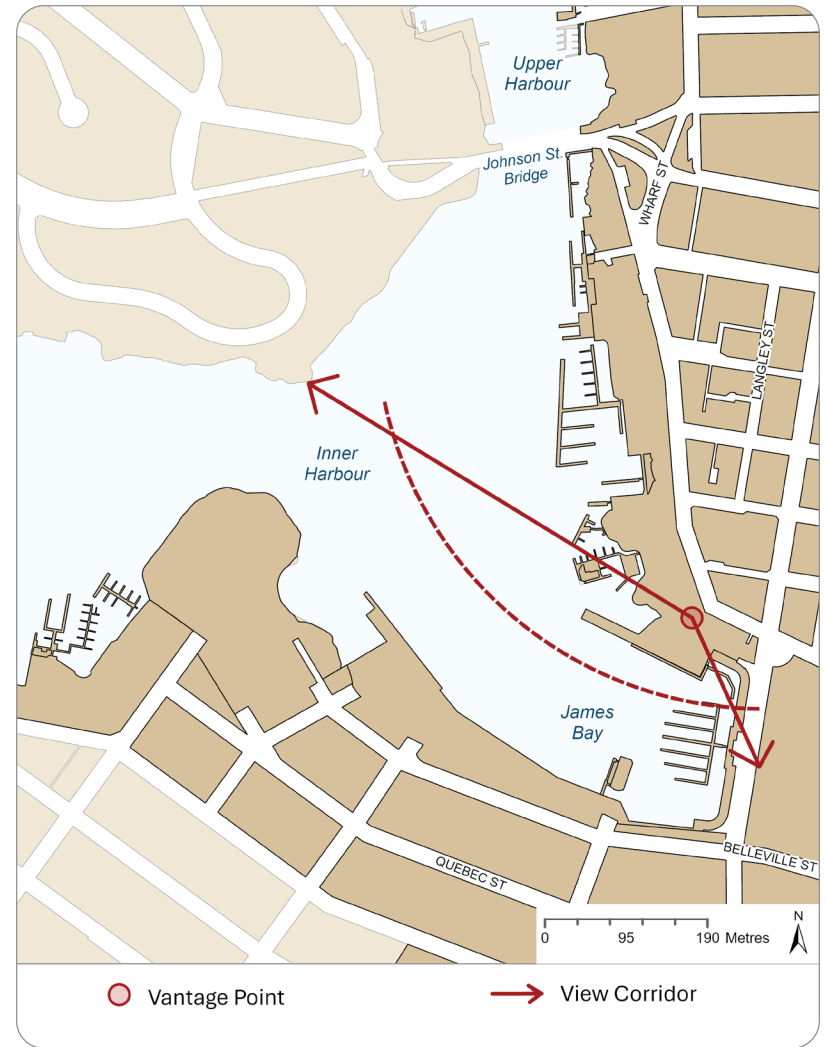 Upper
Harbour
Johnson St.
Bridge
WHARF ST
LANGLEY ST
Inner
Harbour
James
Bay
QUEBEC ST
BELLEVILLE ST
N
0 95 190 Metres
Vantage Point
View Corridor